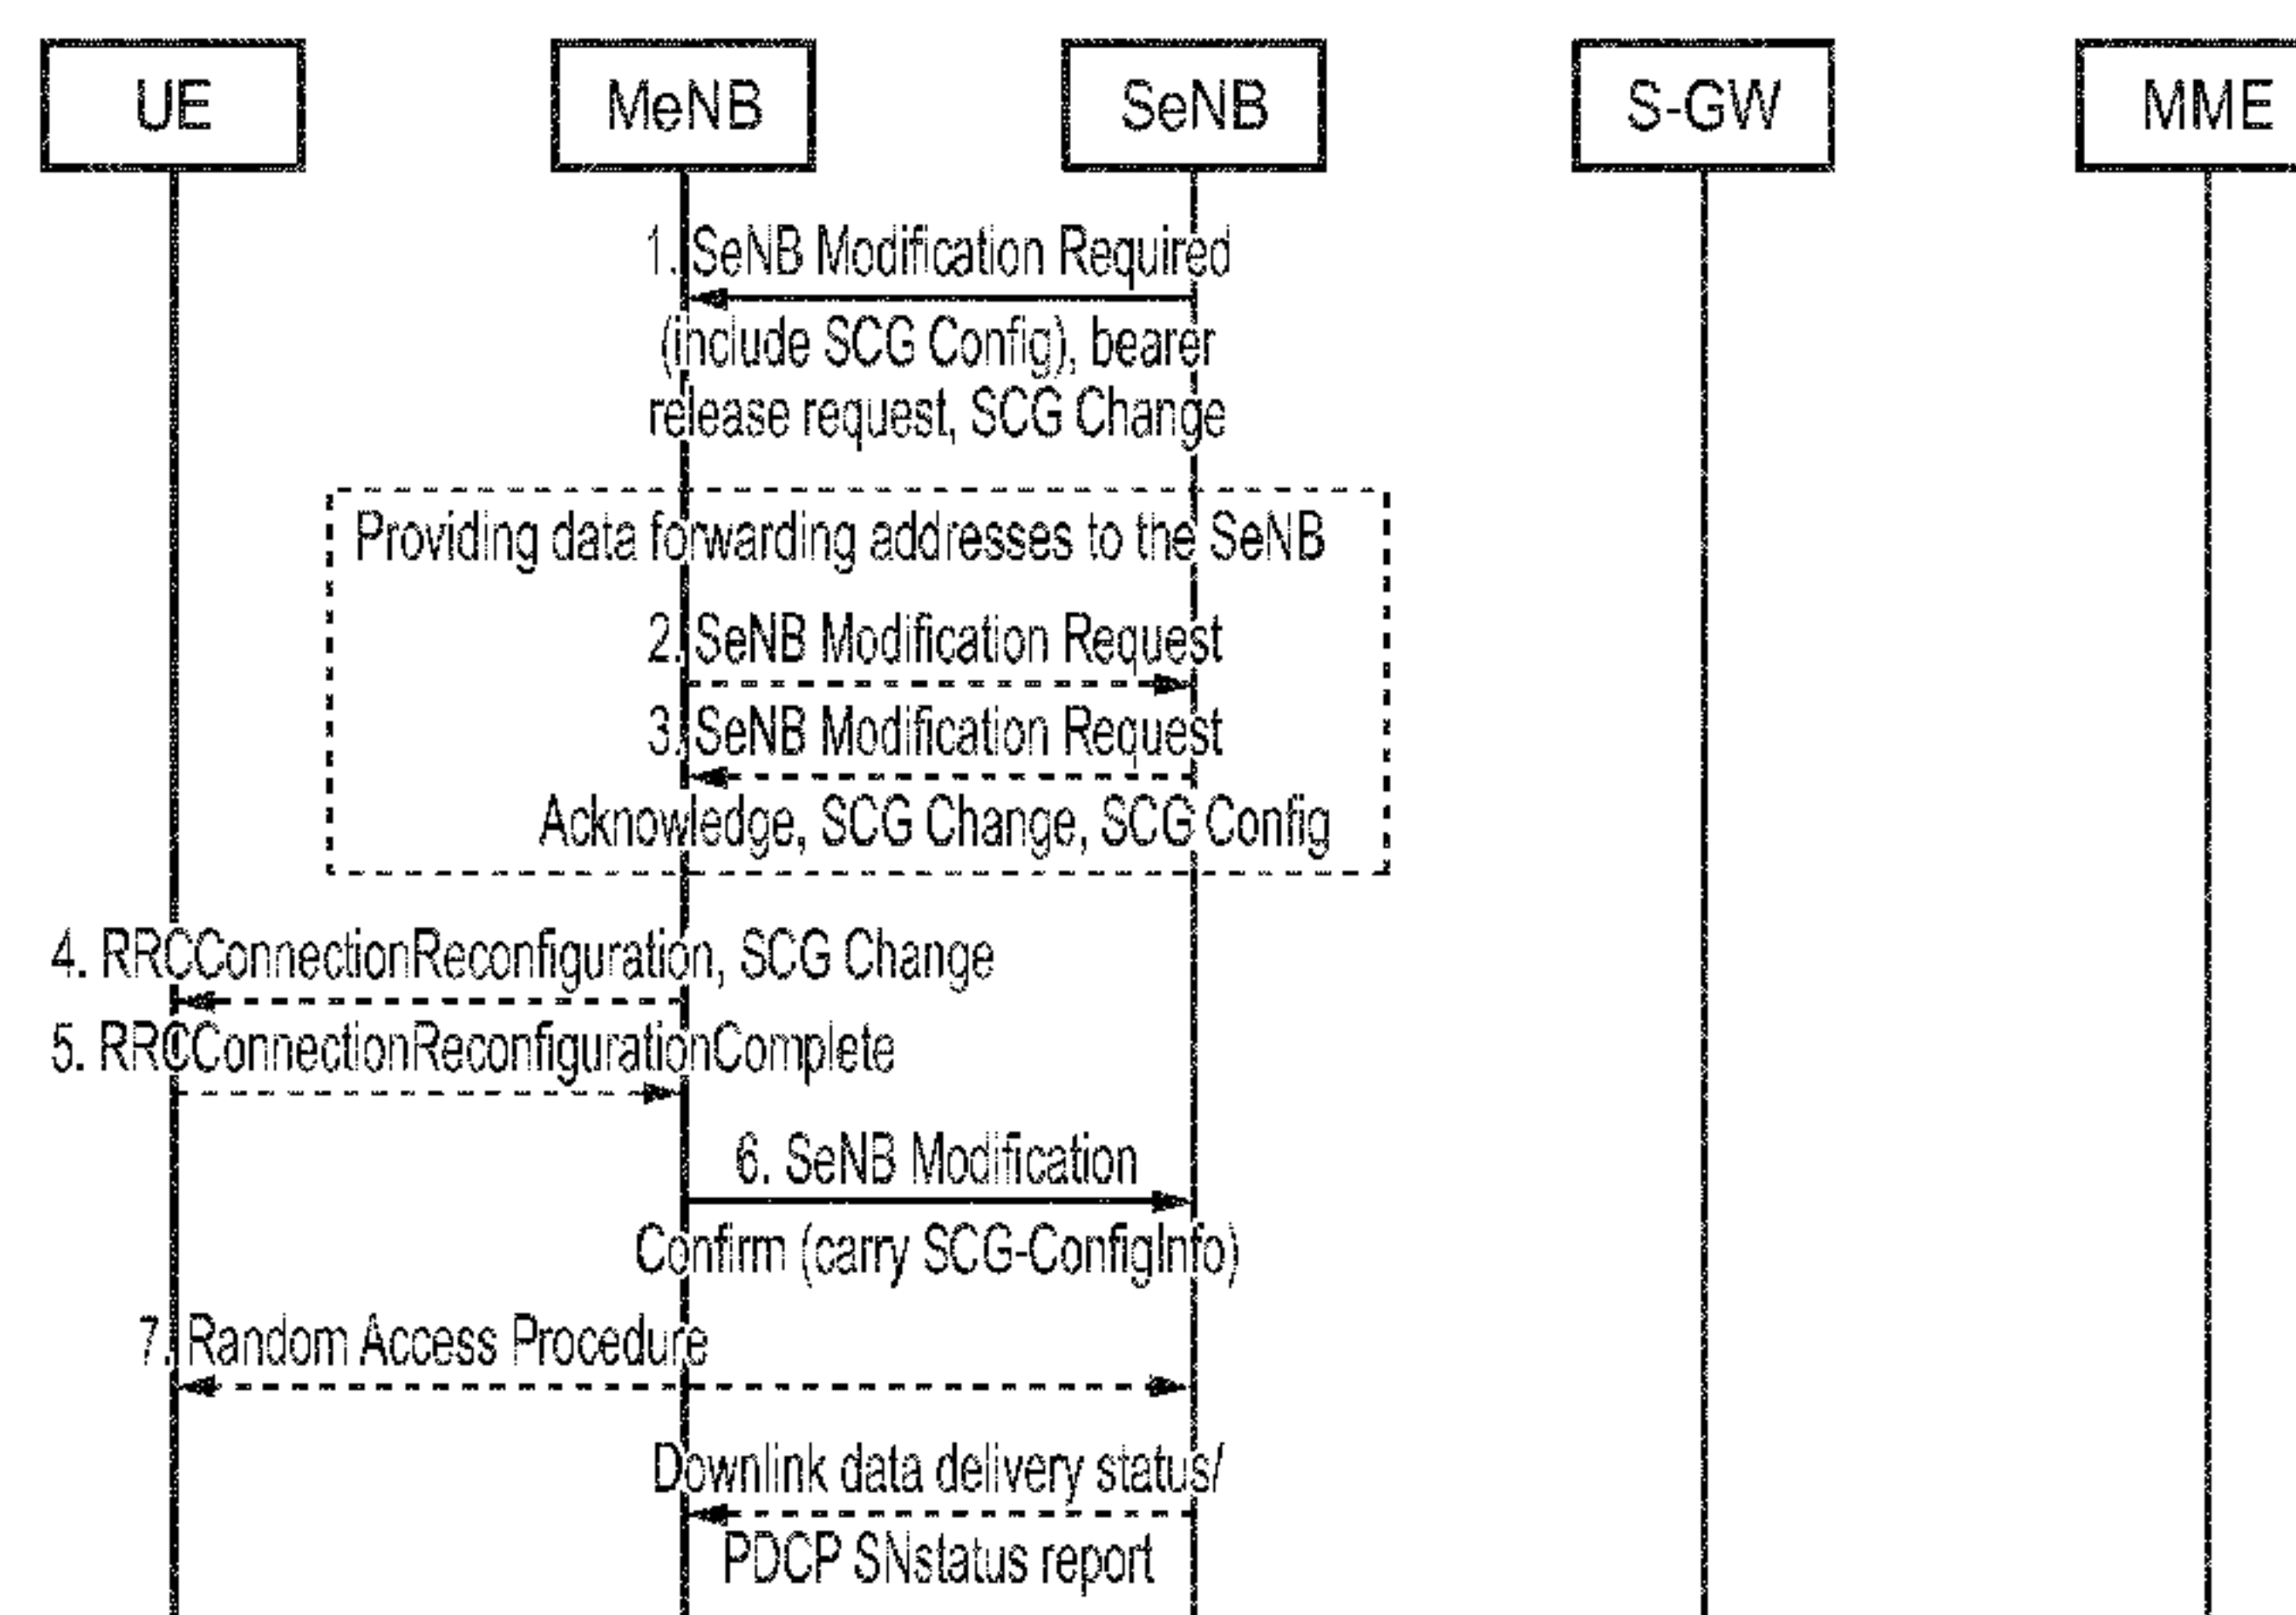 UE
MeNB
SeNB
S-GW
MME
1. SeNB Modification Required
(include SCG Config), bearer
release request, SCG Change
Providing data forwarding addresses to the SeNB
2. SeNB Modification Request
3. SeNB Modification Request
Acknowledge, SCG Change, SCG Config
4. RRCConnectionReconfiguration, SCG Change
5. RRCConnectionReconfigurationComplete
6. SeNB Modification
Confirm (carry SCG-ConfigInfo)
7. Random Access Procedure
Downlink data delivery status/
PDCP SNstatus report